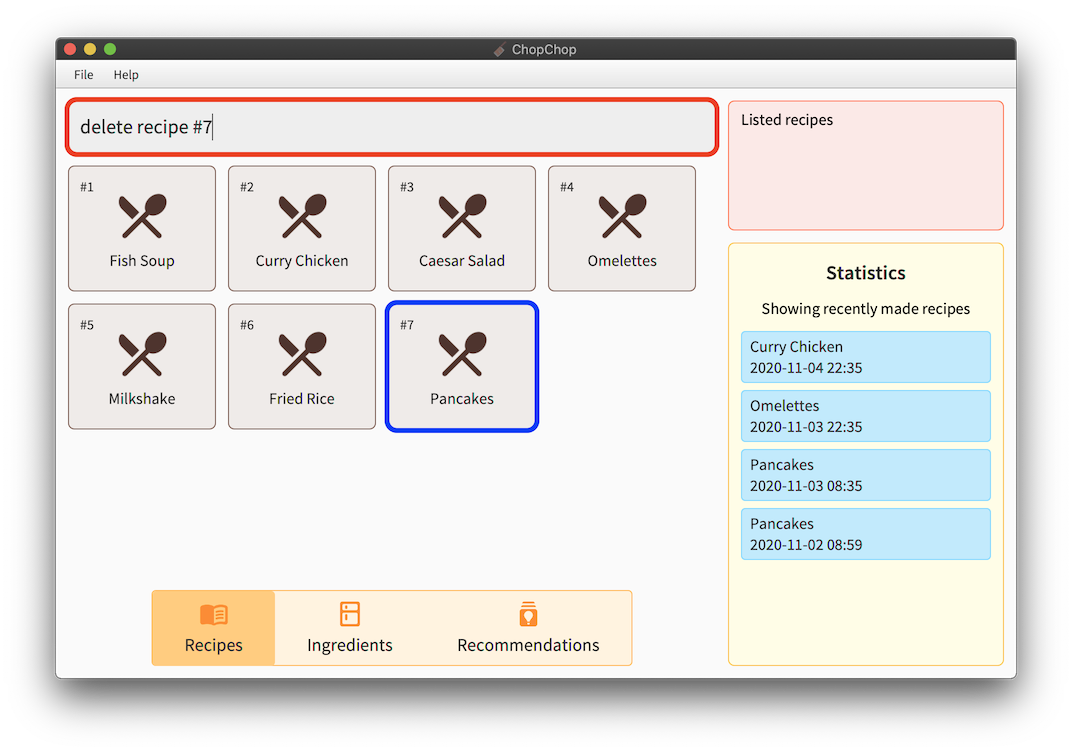 ChopChop
File Help
delete recipe #7
#1
Fish Soup
#2
Curry Chicken
#3
Caesar Salad
#4
Omelettes
#5
Milkshake
#6
Fried Rice
#7
Pancakes
Recipes
Ingredients
Recommendations
Listed recipes
Statistics
Showing recently made recipes
Curry Chicken
2020-11-04 22:35
Omelettes
2020-11-03 22:35
Pancakes
2020-11-03 08:35
Pancakes
2020-11-02 08:59